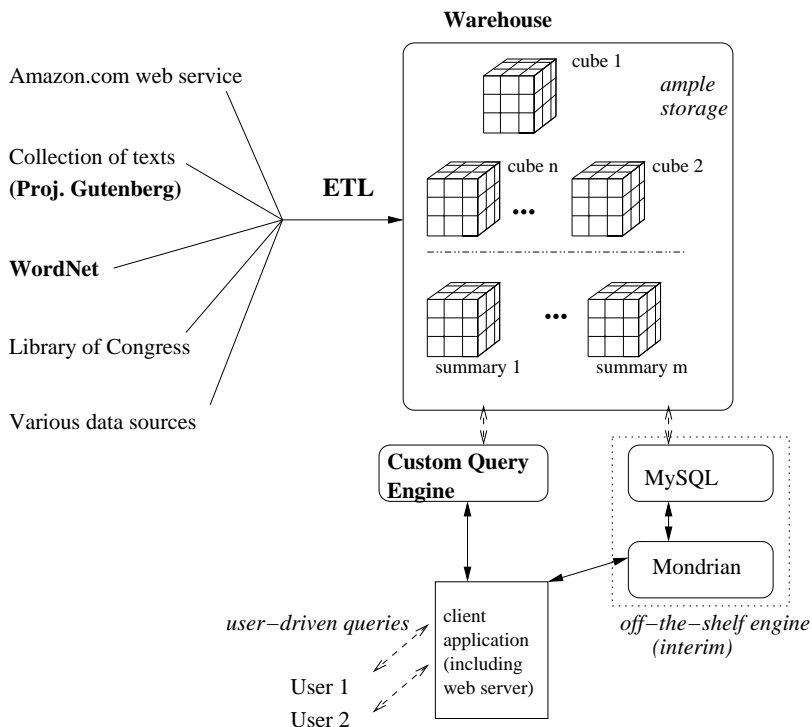 Warehouse
Amazon.com web service
Collection of texts
(Proj. Gutenberg)
WordNet
Library of Congress
Various data sources
ETL
cube 1
ample
storage
cube n
cube 2
...
summary 1
...
summary m
Custom Query
Engine
MySQL
Mondrian
off−the−shelf engine
(interim)
client
application
(including
web server)
user−driven queries
User 1
User 2